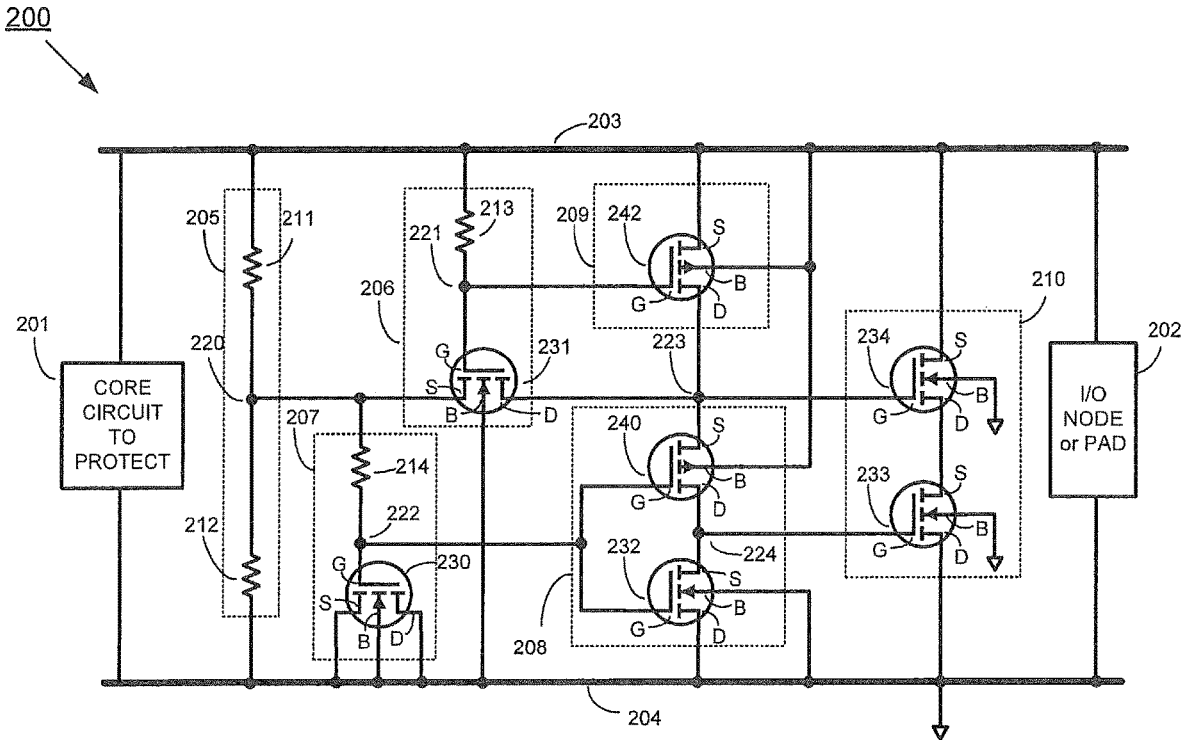 200
203
205
211
213
221
209
242
S
B
G
D
206
210
201
CORE
CIRCUIT
TO
PROTECT
220
G
231
S
B
D
223
234
S
B
G
D
202
I/O
NODE
or PAD
207
214
240
S
B
G
D
212
222
233
S
B
G
D
224
G
230
S
B
D
232
S
B
G
D
208
204